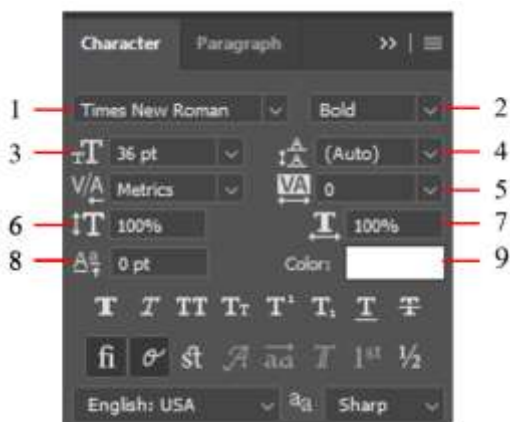 Character Paragraph
1 Times New Roman Bold 2
3 36 pt (Auto) 4
V/A Metrics VA 0 5
6 T 100% T 100% 7
8 Aa 0 pt Color: 9
T T TT Tт T¹ T₁ T T
fi st A ad T 1st ½
English: USA aa Sharp